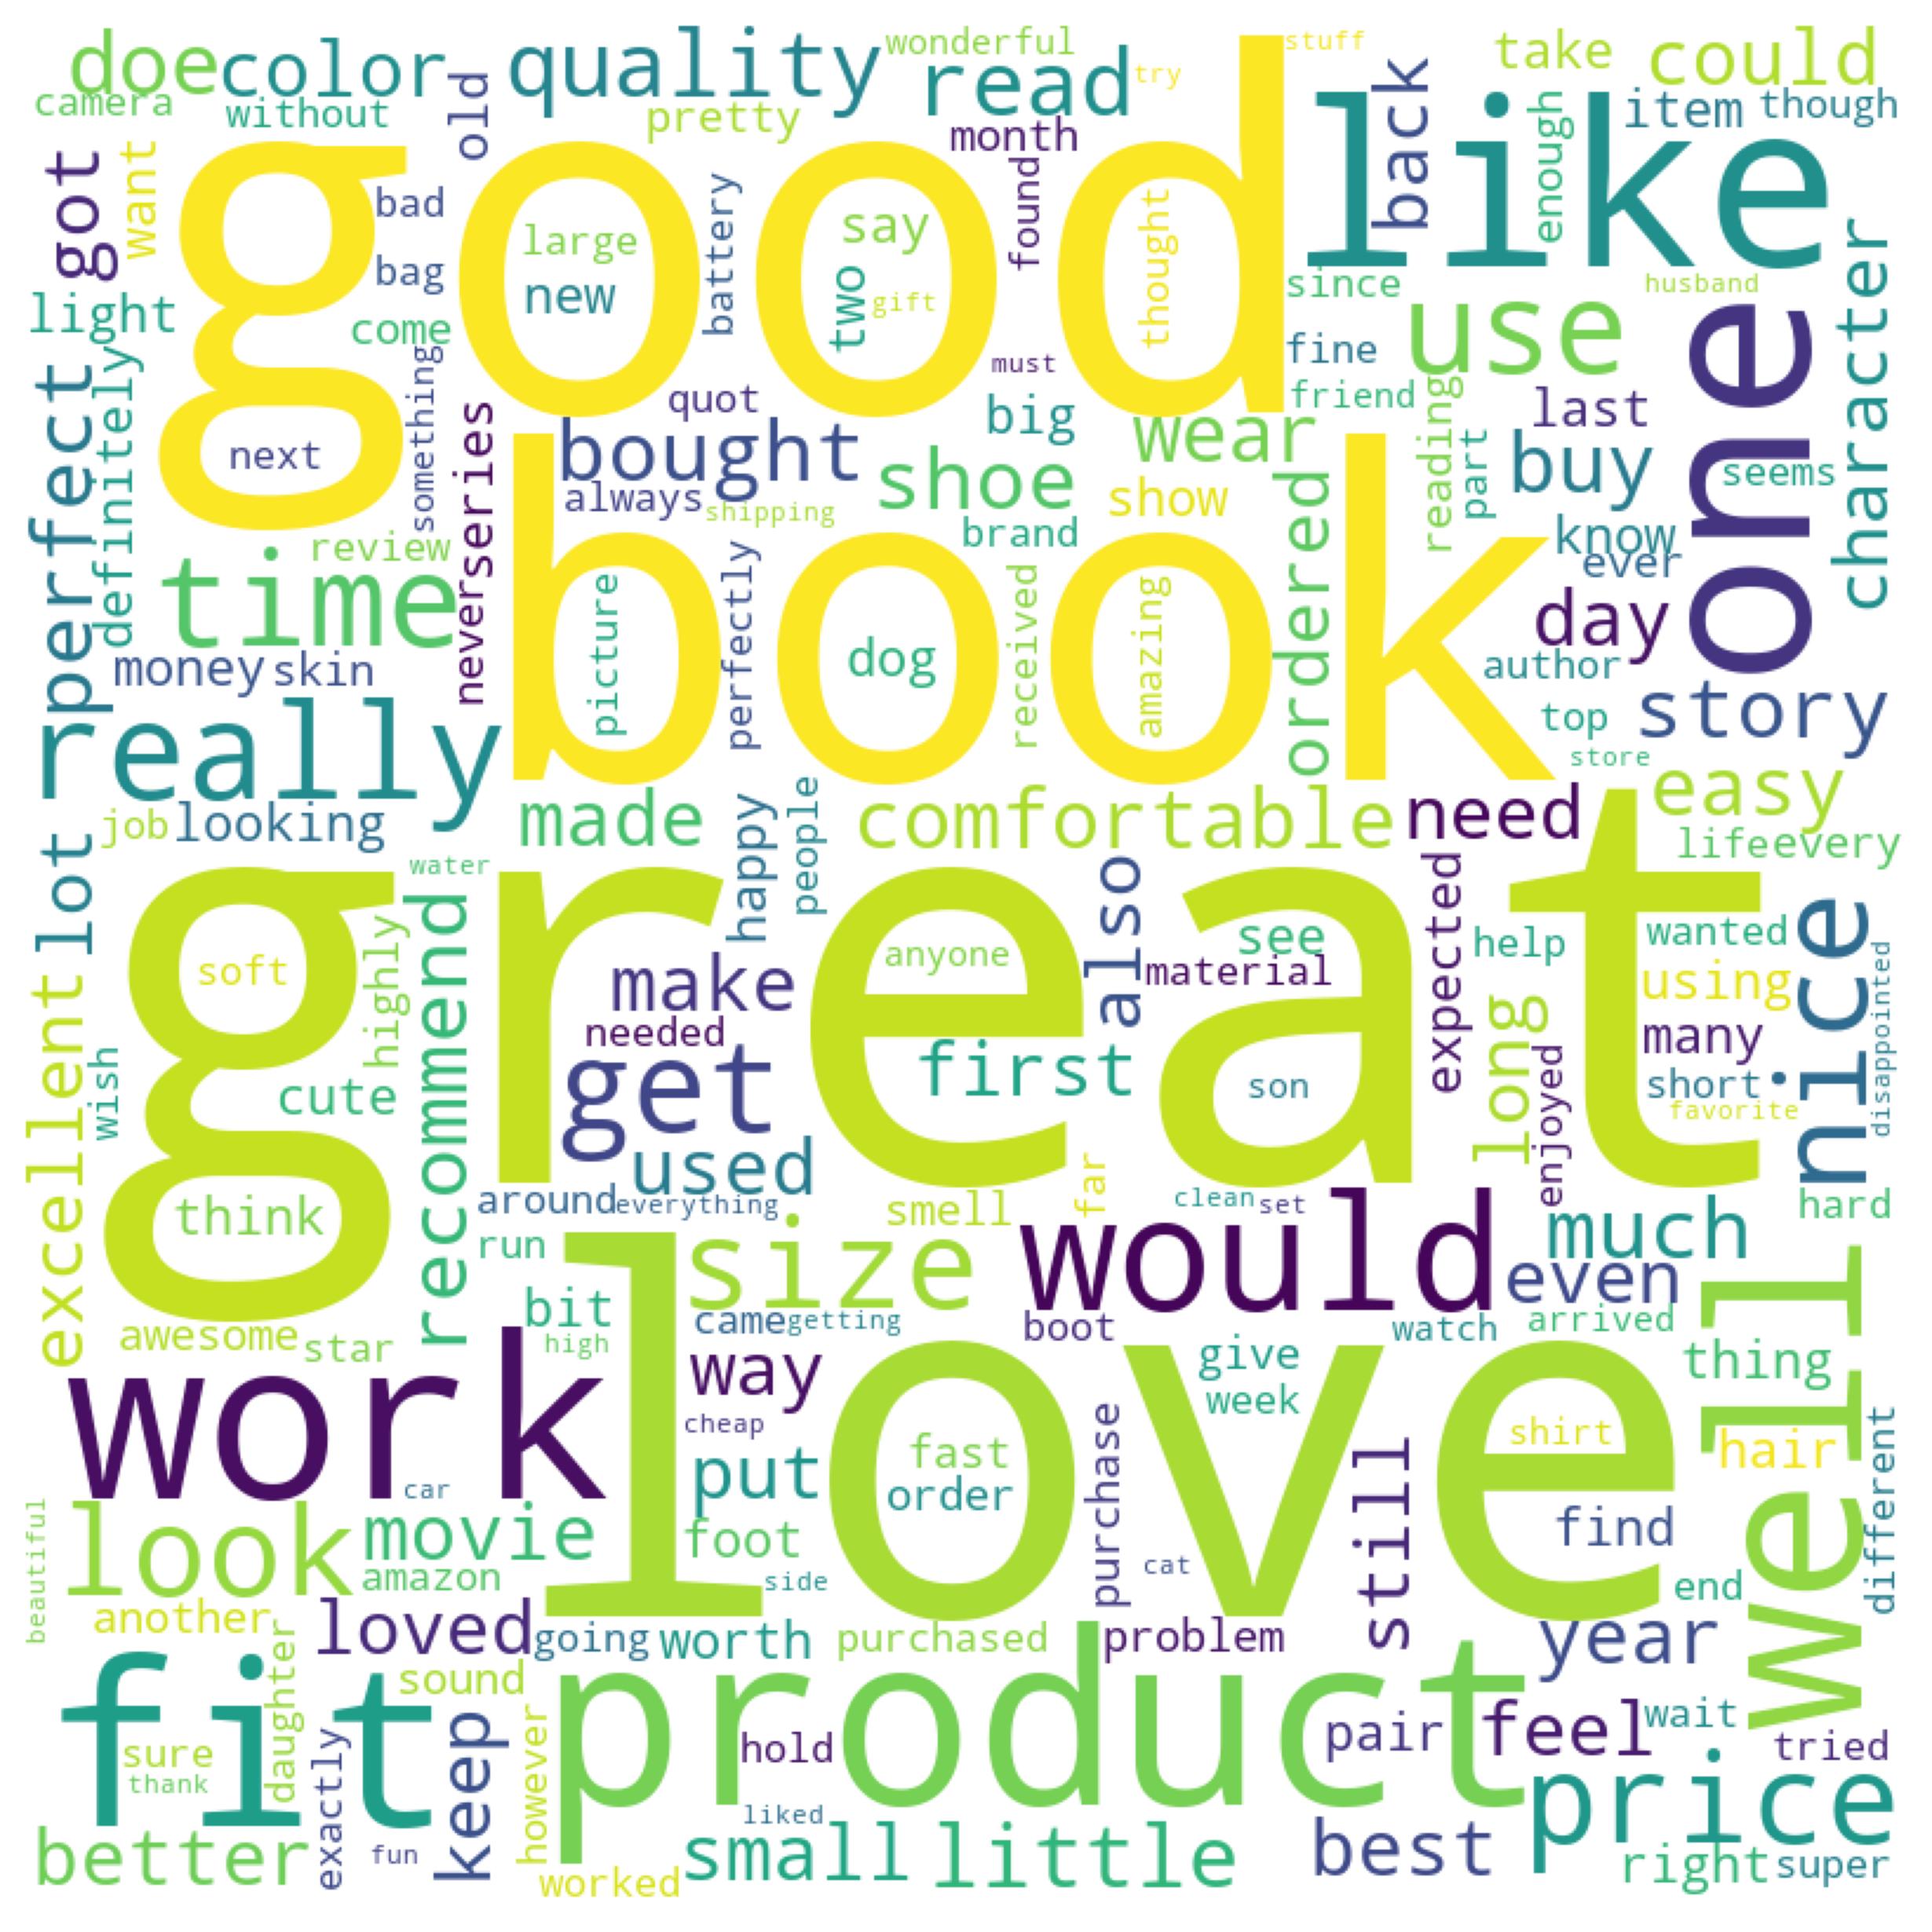 doe
color
quality
wonderful
read
try
stuff
take
could
camera
without
old
pretty
month
back
enough
item
though
got
want
good
like
bad
bag
large
new
battery
say
two
gift
found
thought
since
husband
character
light
come
something
must
fine
use
one
friend
perfect
definitely
next
never
series
quot
bought
always
shipping
big
shoe
wear
show
brand
ordered
reading
part
last
buy
seems
know
ever
review
time
money
skin
book
picture
perfectly
dog
received
amazing
day
author
story
top
store
really
job
looking
lot
made
happy
people
comfortable
need
easy
life
every
water
great
soft
highly
recommend
make
needed
anyone
also
see
material
expected
help
wanted
using
nice
disappointed
excellent
wish
cute
get
first
son
long
enjoyed
many
short
favorite
think
used
around
everything
smell
far
clean
set
hard
much
run
size
would
even
well
bit
high
came
getting
boot
watch
arrived
awesome
star
work
love
way
cheap
give
week
thing
car
put
fast
order
purchase
still
shirt
hair
different
beautiful
look
movie
amazon
foot
side
cat
find
end
another
loved
going
worth
purchased
problem
year
fit
daughter
sound
product
sure
thank
exactly
keep
however
hold
pair
feel
wait
tried
price
better
fun
worked
liked
small
little
best
right
super